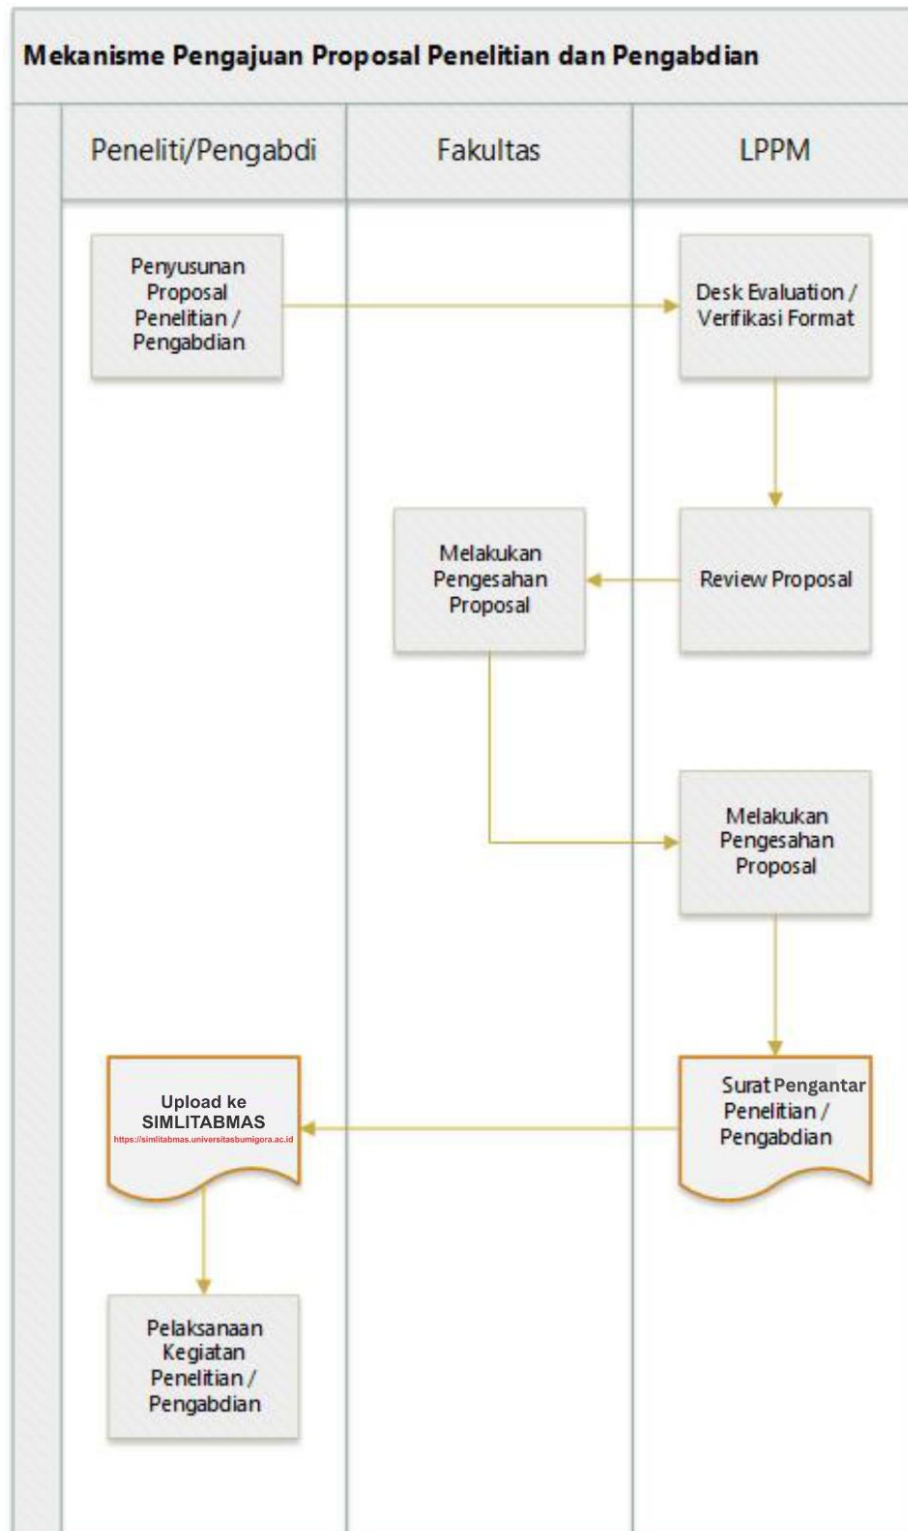 Mekanisme Pengajuan Proposal Penelitian dan Pengabdian
Peneliti/Pengabdi
Fakultas
LPPM
Penyusunan
Proposal
Penelitian /
Pengabdian
Desk Evaluation /
Verifikasi Format
Melakukan
Pengesahan
Proposal
Review Proposal
Melakukan
Pengesahan
Proposal
Upload ke
SIMLITABMAS
https://simlitabmas.universitasbumigora.ac.id
Surat Pengantar
Penelitian /
Pengabdian
Pelaksanaan
Kegiatan
Penelitian /
Pengabdian